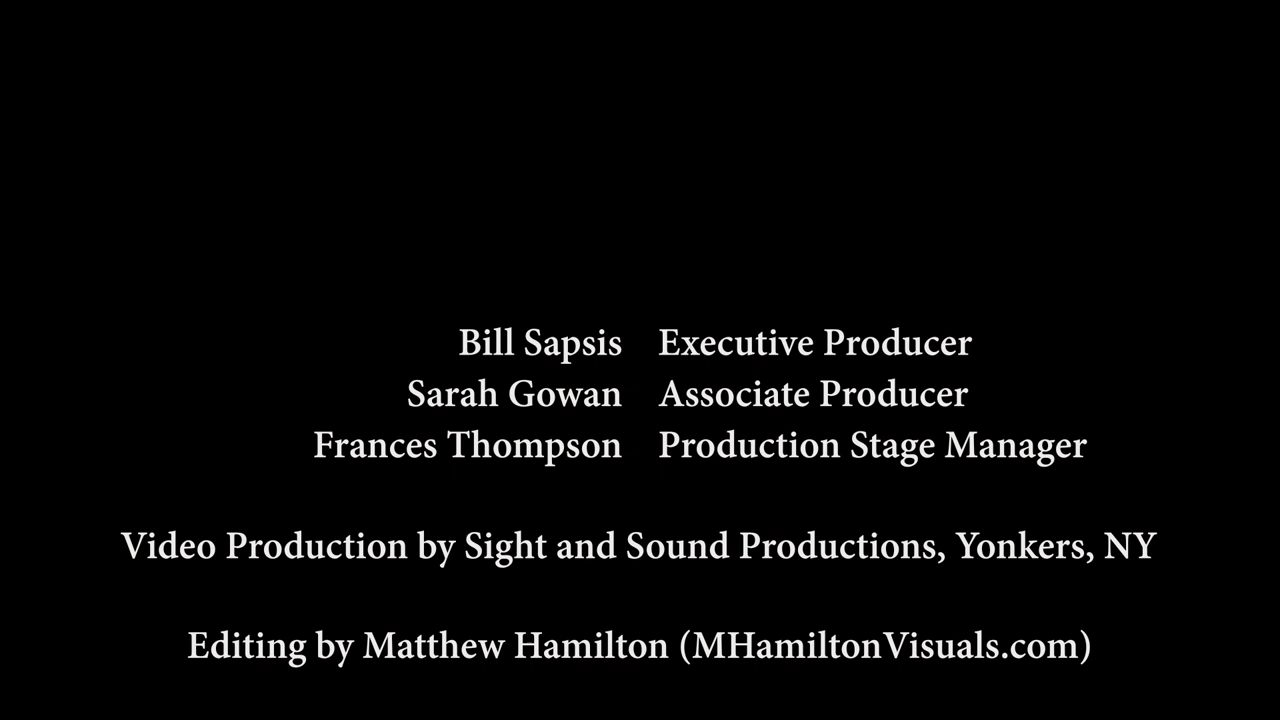 Bill Sapsis Executive Producer
Sarah Gowan Associate Producer
Frances Thompson Production Stage Manager
Video Production by Sight and Sound Productions, Yonkers, NY
Editing by Matthew Hamilton (MHamiltonVisuals.com)